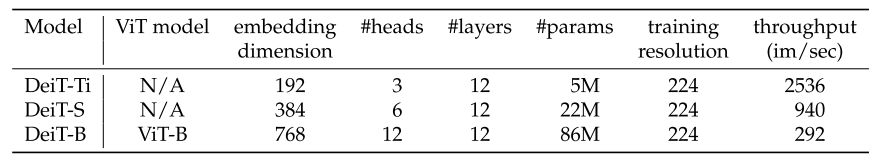 Model ViT model embedding #heads #layers #params training throughput
dimension resolution (im/sec)
DeiT-Ti N/A 192 3 12 5M 224 2536
DeiT-S N/A 384 6 12 22M 224 940
DeiT-B ViT-B 768 12 12 86M 224 292